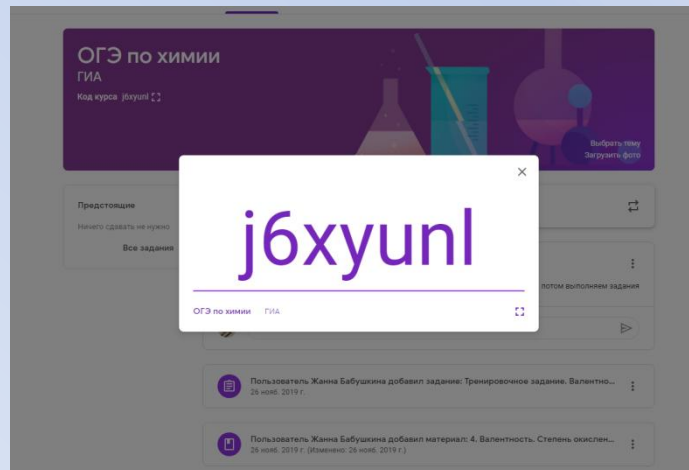 ОГЭ по химии
ГИА
Код курса j6xyunl
Выбрать тему
Загрузить фото
Предстоящие
Ничего сдавать не нужно
Все задания
j6xyunl
ОГЭ по химии ГИА
потом выполняем задания
Пользователь Жанна Бабушкина добавил задание: Тренировочное задание. Валентно...
26 нояб. 2019 г.
Пользователь Жанна Бабушкина добавил материал: 4. Валентность. Степень окислен...
26 нояб. 2019 г. (Изменено: 26 нояб. 2019 г.)